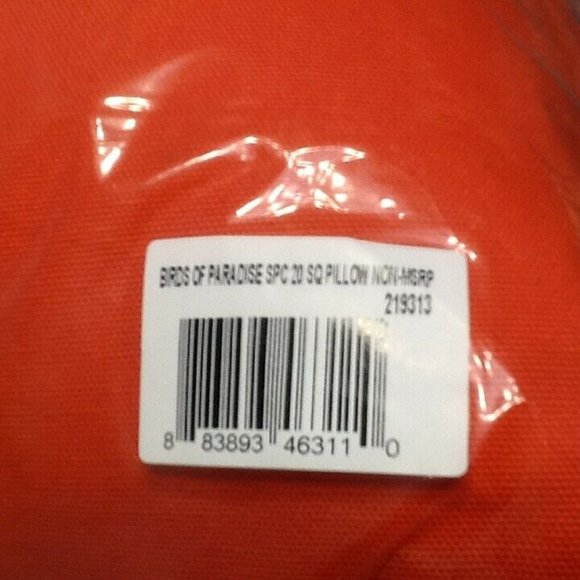 BIRDS OF PARADISE SPC 20 SQ PILLOW NON-MSRP
219313
8 83893 46311 0